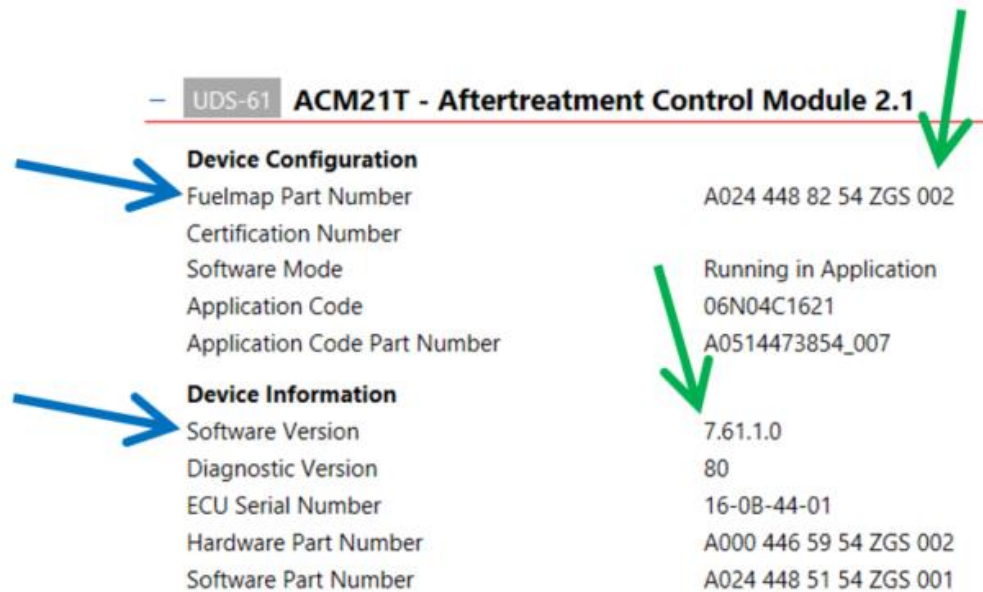 − UDS-61 ACM21T - Aftertreatment Control Module 2.1
Device Configuration
Fuelmap Part Number A024 448 82 54 ZGS 002
Certification Number
Software Mode Running in Application
Application Code 06N04C1621
Application Code Part Number A0514473854_007
Device Information
Software Version 7.61.1.0
Diagnostic Version 80
ECU Serial Number 16-0B-44-01
Hardware Part Number A000 446 59 54 ZGS 002
Software Part Number A024 448 51 54 ZGS 001